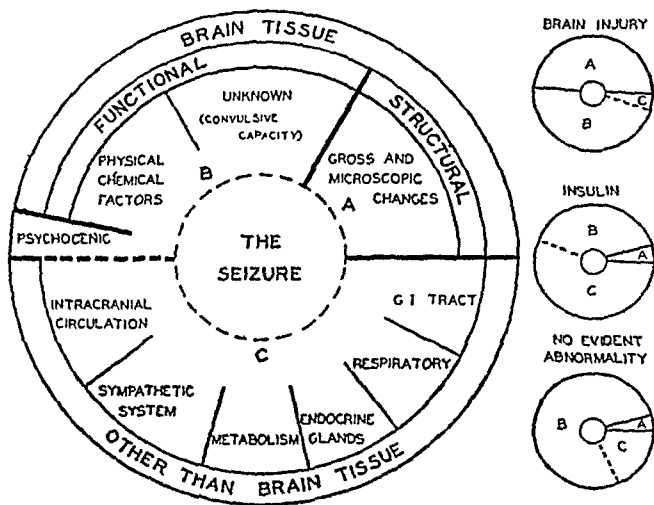 BRAIN TISSUE
FUNCTIONAL
STRUCTURAL
UNKNOWN
(CONVULSIVE
CAPACITY)
PHYSICAL
CHEMICAL
FACTORS
B
GROSS AND
MICROSCOPIC
CHANGES
A
PSYCHOGENIC
THE
SEIZURE
C
INTRACRANIAL
CIRCULATION
SYMPATHETIC
SYSTEM
METABOLISM
ENDOCRINE
GLANDS
RESPIRATORY
G I TRACT
OTHER THAN BRAIN TISSUE
BRAIN INJURY
A
C
B
INSULIN
B
A
C
NO EVIDENT
ABNORMALITY
B
A
C